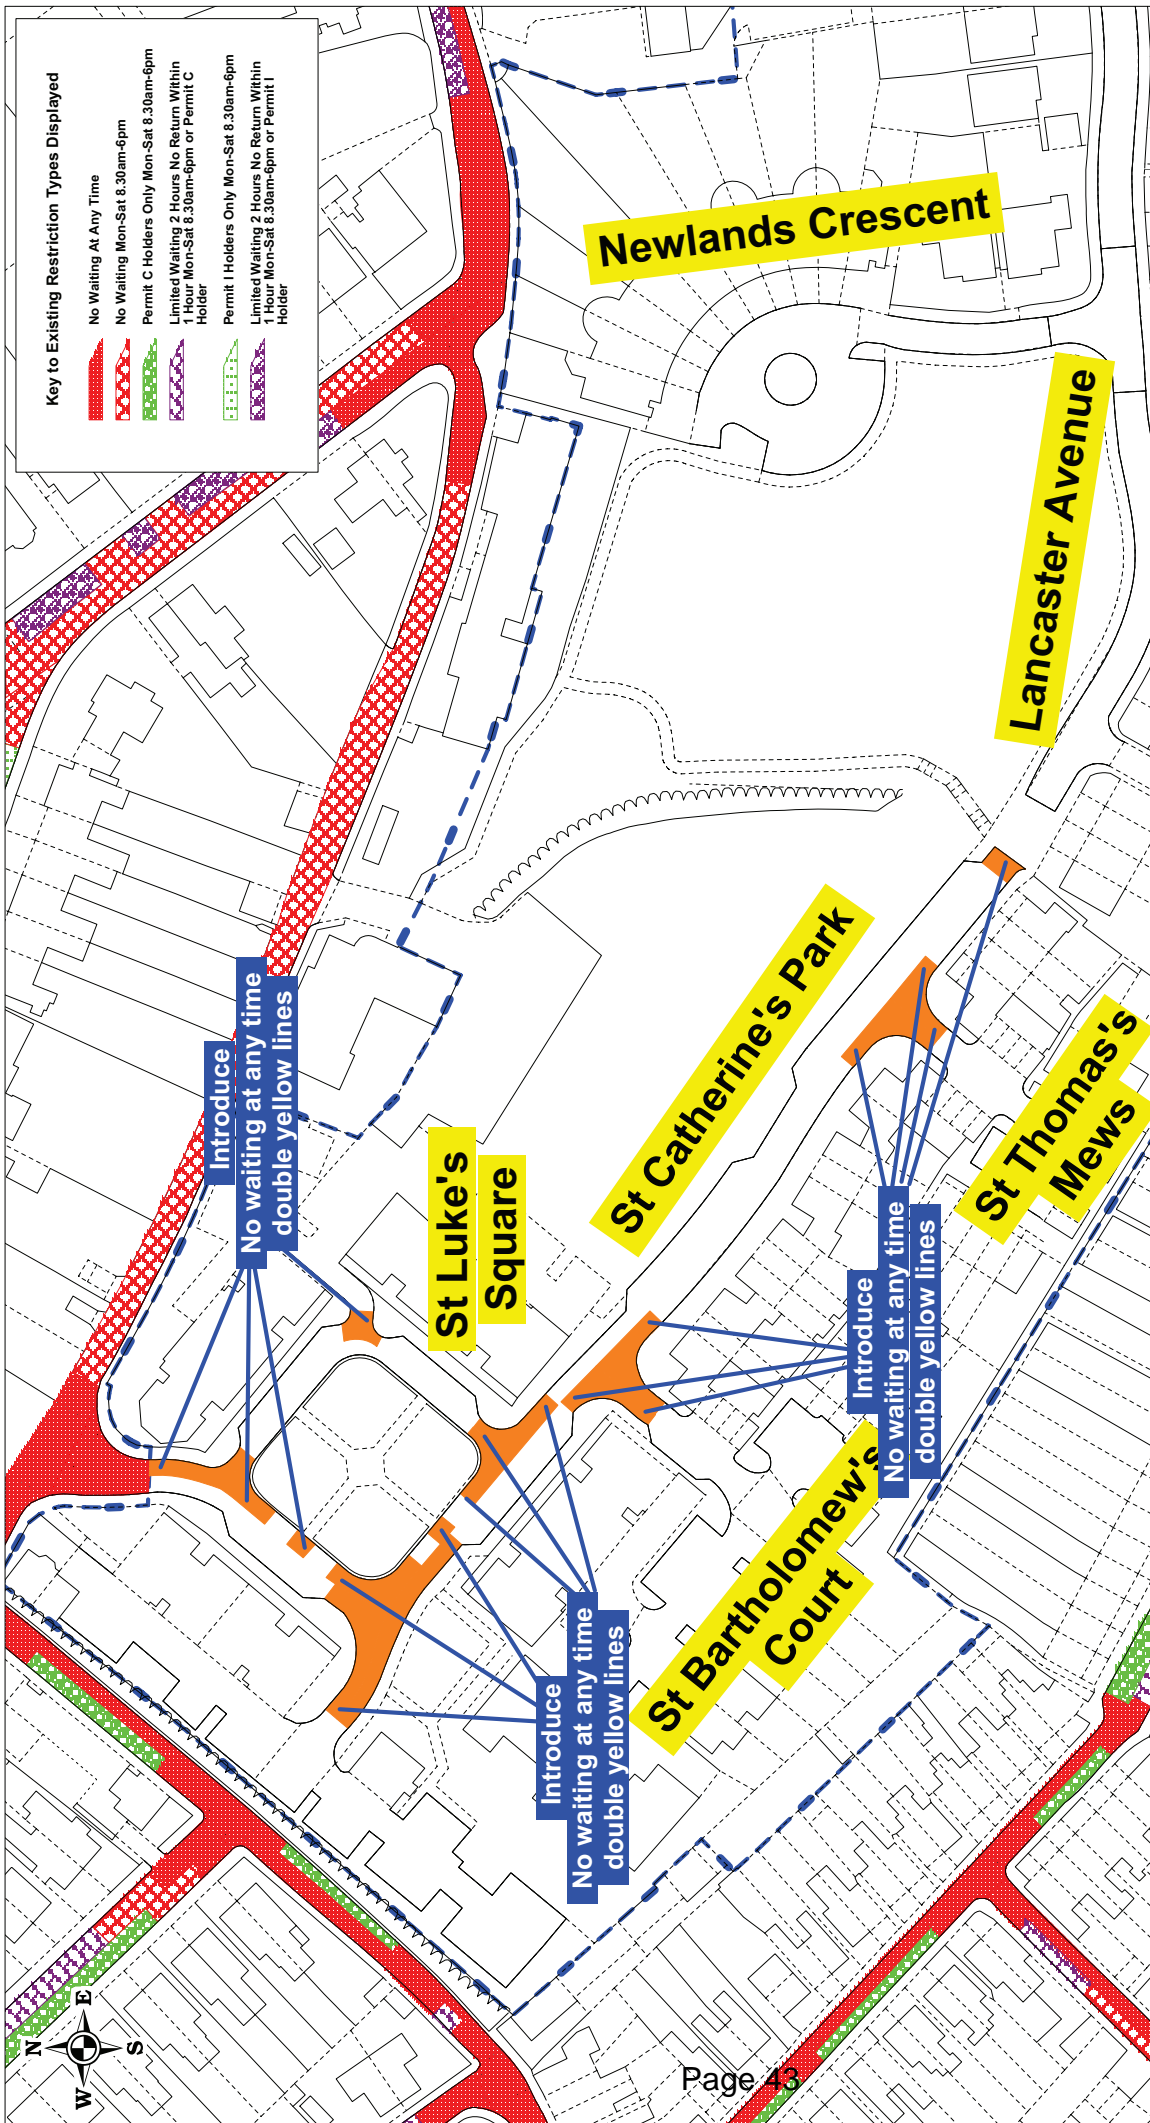 Key to Existing Restriction Types Displayed
No Waiting At Any Time
No Waiting Mon-Sat 8.30am-6pm
Permit C Holders Only Mon-Sat 8.30am-6pm
Limited Waiting 2 Hours No Return Within
1 Hour Mon-Sat 8.30am-6pm or Permit C
Holder
Permit I Holders Only Mon-Sat 8.30am-6pm
Limited Waiting 2 Hours No Return Within
1 Hour Mon-Sat 8.30am-6pm or Permit I
Holder
Newlands Crescent
Lancaster Avenue
Introduce
No waiting at any time
double yellow lines
St Luke's
Square
St Catherine's Park
St Thomas's
Mews
Introduce
No waiting at any time
double yellow lines
St Bartholomew's
Court
Introduce
No waiting at any time
double yellow lines
N
E
S
W
Page 43